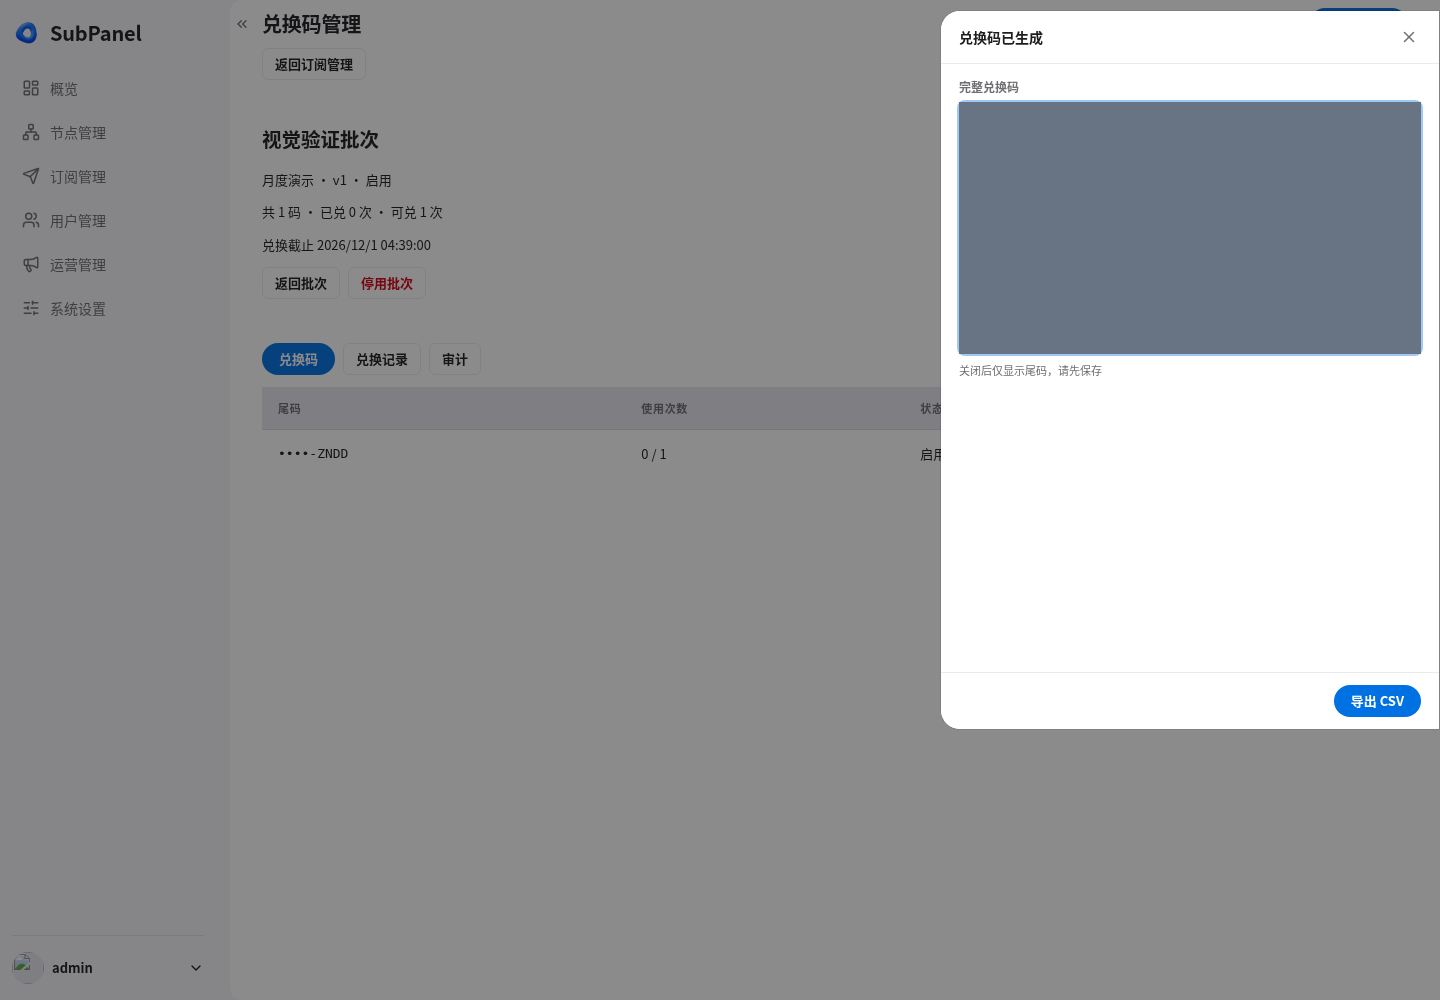 SubPanel
概览
节点管理
订阅管理
用户管理
运营管理
系统设置
admin
兑换码管理
返回订阅管理
视觉验证批次
月度演示 · v1 · 启用
共 1 码 · 已兑 0 次 · 可兑 1 次
兑换截止 2026/12/1 04:39:00
返回批次 停用批次
兑换码 兑换记录 审计
尾码 使用次数 状态
••••-ZNDD 0 / 1 启用
兑换码已生成
完整兑换码
关闭后仅显示尾码，请先保存
导出 CSV